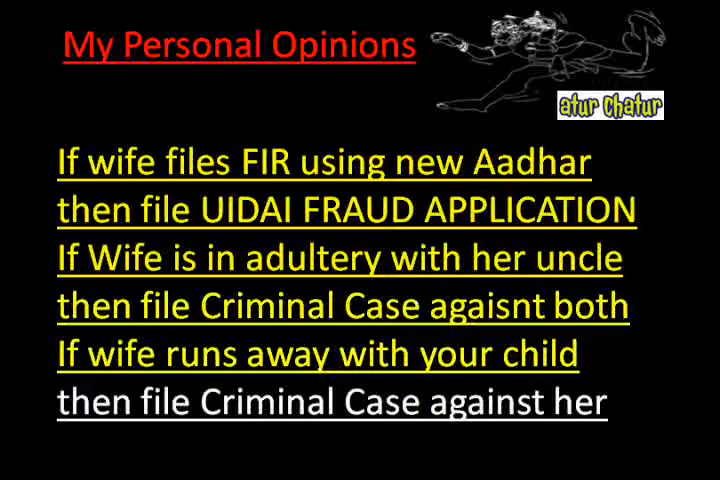 My Personal Opinions
atur Chatur
If wife files FIR using new Aadhar
then file UIDAI FRAUD APPLICATION
If Wife is in adultery with her uncle
then file Criminal Case agaisnt both
If wife runs away with your child
then file Criminal Case against her